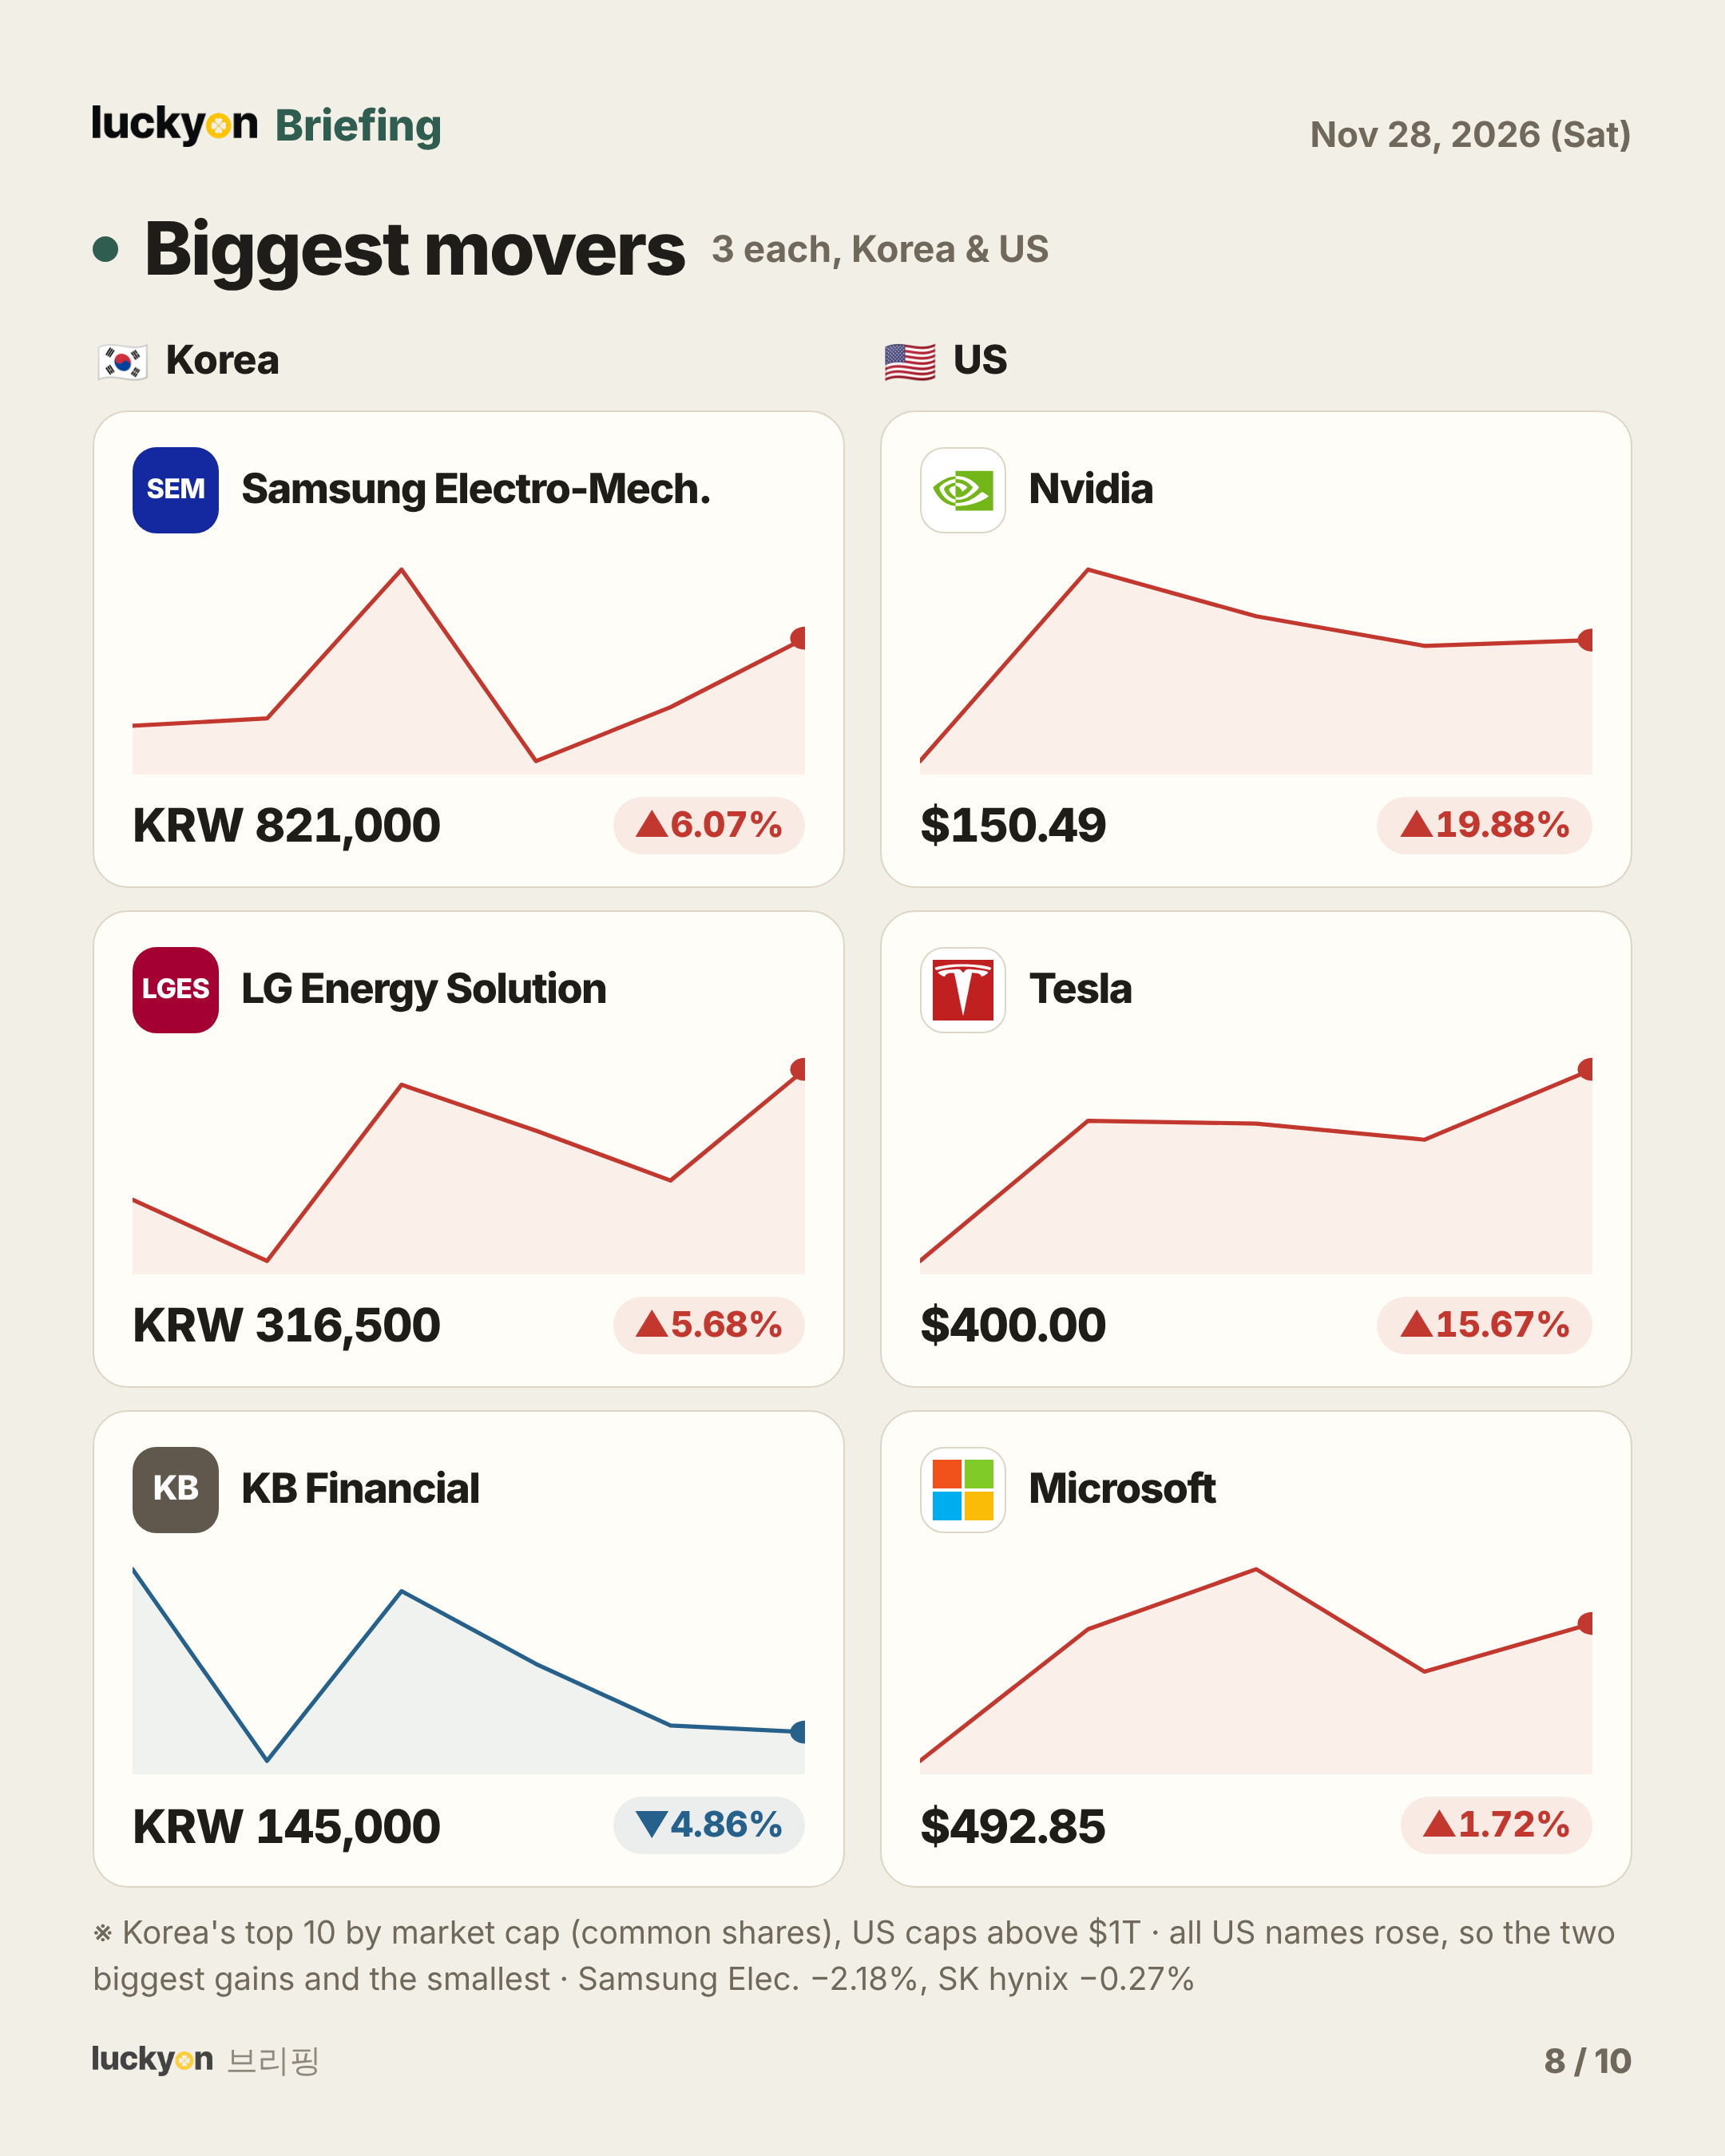 luckyon Briefing
Nov 28, 2026 (Sat)
Biggest movers 3 each, Korea & US
🇰🇷 Korea
SEM Samsung Electro-Mech.
KRW 821,000 ▲6.07%
LGES LG Energy Solution
KRW 316,500 ▲5.68%
KB KB Financial
KRW 145,000 ▼4.86%
🇺🇸 US
Nvidia
$150.49 ▲19.88%
Tesla
$400.00 ▲15.67%
Microsoft
$492.85 ▲1.72%
※ Korea's top 10 by market cap (common shares), US caps above $1T · all US names rose, so the two
biggest gains and the smallest · Samsung Elec. −2.18%, SK hynix −0.27%
luckyon 브리핑
8 / 10